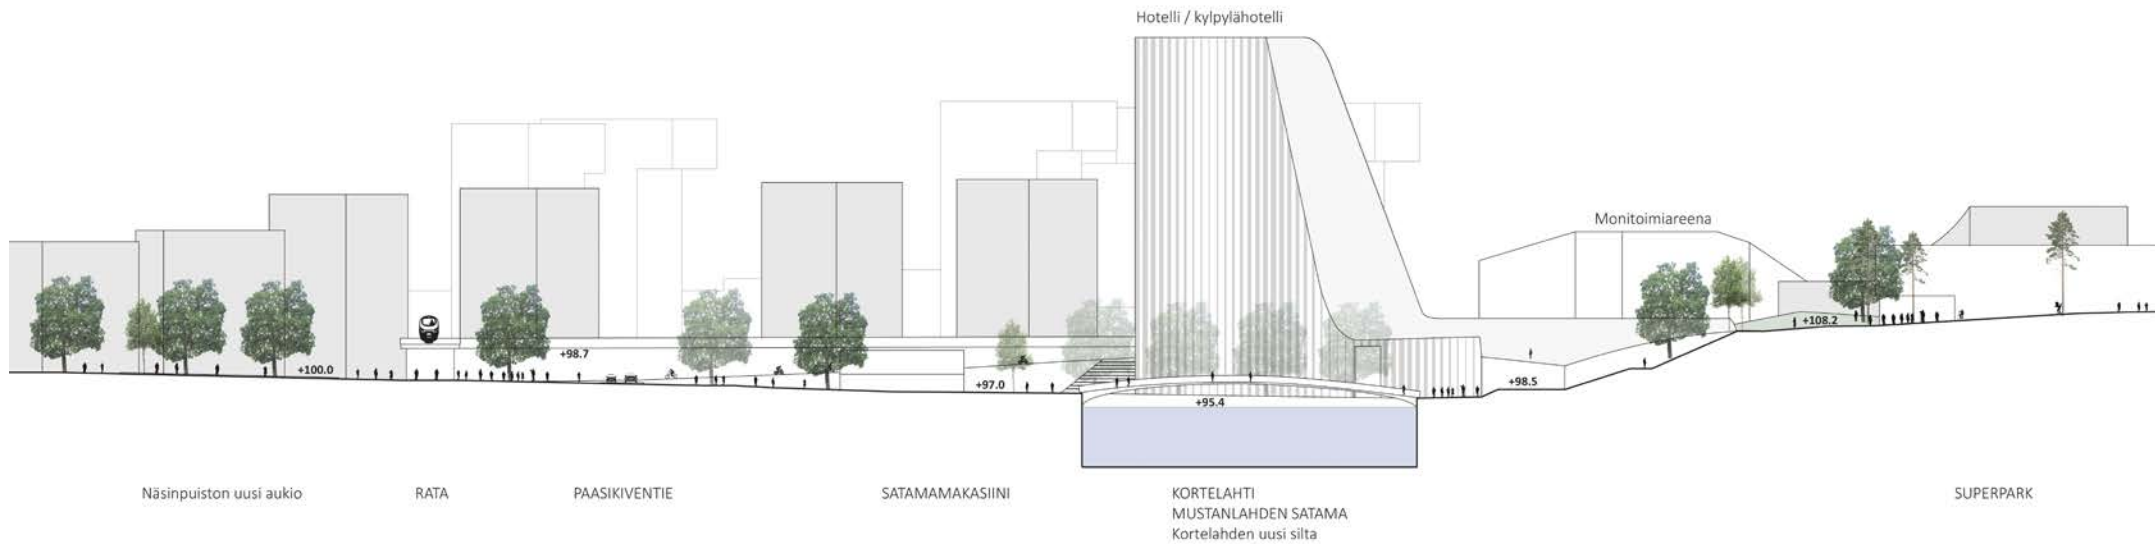 Hotelli / kylpylähotelli
Monitoimiareena
+108.2
+98.7
+100.0
+97.0
+98.5
+95.4
Näsinpuiston uusi aukio
RATA
PAASIKIVENTIE
SATAMAMAKASIINI
KORTELAHTI
MUSTANLAHDEN SATAMA
Kortelahden uusi silta
SUPERPARK